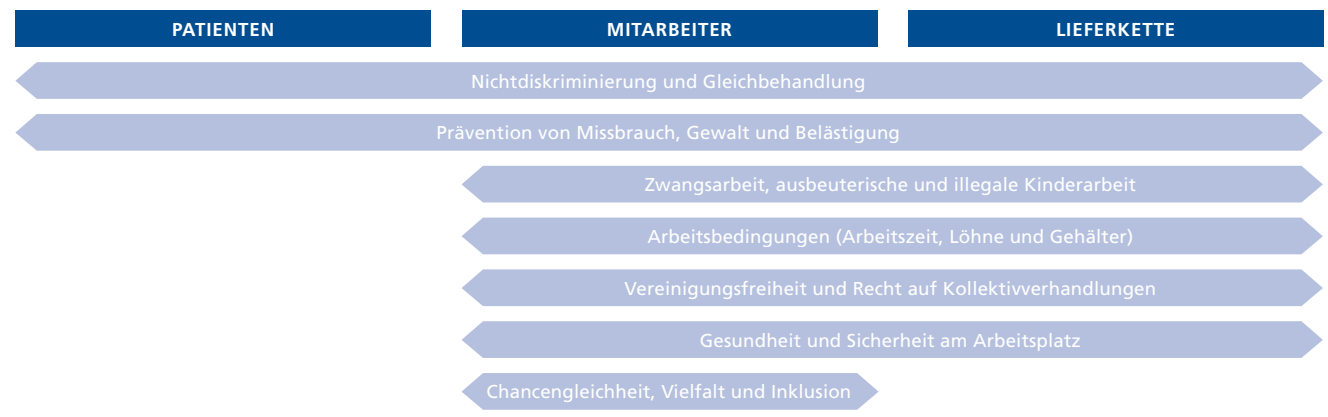 PATIENTEN MITARBEITER LIEFERKETTE
Nichtdiskriminierung und Gleichbehandlung
Prävention von Missbrauch, Gewalt und Belästigung
Zwangsarbeit, ausbeuterische und illegale Kinderarbeit
Arbeitsbedingungen (Arbeitszeit, Löhne und Gehälter)
Vereinigungsfreiheit und Recht auf Kollektivverhandlungen
Gesundheit und Sicherheit am Arbeitsplatz
Chancengleichheit, Vielfalt und Inklusion